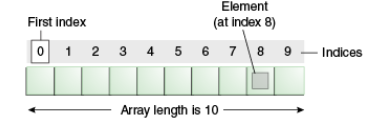 Element
First index
(at index 8)
0 1 2 3 4 5 6 7 8 9
Indices
Array length is 10